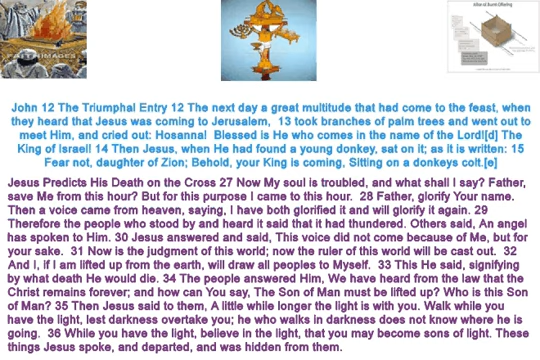 Altar of Burnt Offering
John 12 The Triumphal Entry 12 The next day a great multitude that had come to the feast, when
they heard that Jesus was coming to Jerusalem,  13 took branches of palm trees and went out to
meet Him, and cried out: Hosanna!  Blessed is He who comes in the name of the Lord![d] The
King of Israel! 14 Then Jesus, when He had found a young donkey, sat on it; as it is written: 15
Fear not, daughter of Zion; Behold, your King is coming, Sitting on a donkeys colt.[e]
Jesus Predicts His Death on the Cross 27 Now My soul is troubled, and what shall I say? Father,
save Me from this hour? But for this purpose I came to this hour.  28 Father, glorify Your name.
Then a voice came from heaven, saying, I have both glorified it and will glorify it again. 29
Therefore the people who stood by and heard it said that it had thundered. Others said, An angel
has spoken to Him. 30 Jesus answered and said, This voice did not come because of Me, but for
your sake.  31 Now is the judgment of this world; now the ruler of this world will be cast out.  32
And I, if I am lifted up from the earth, will draw all peoples to Myself.  33 This He said, signifying
by what death He would die. 34 The people answered Him, We have heard from the law that the
Christ remains forever; and how can You say, The Son of Man must be lifted up? Who is this Son
of Man? 35 Then Jesus said to them, A little while longer the light is with you. Walk while you
have the light, lest darkness overtake you; he who walks in darkness does not know where he is
going.  36 While you have the light, believe in the light, that you may become sons of light. These
things Jesus spoke, and departed, and was hidden from them.